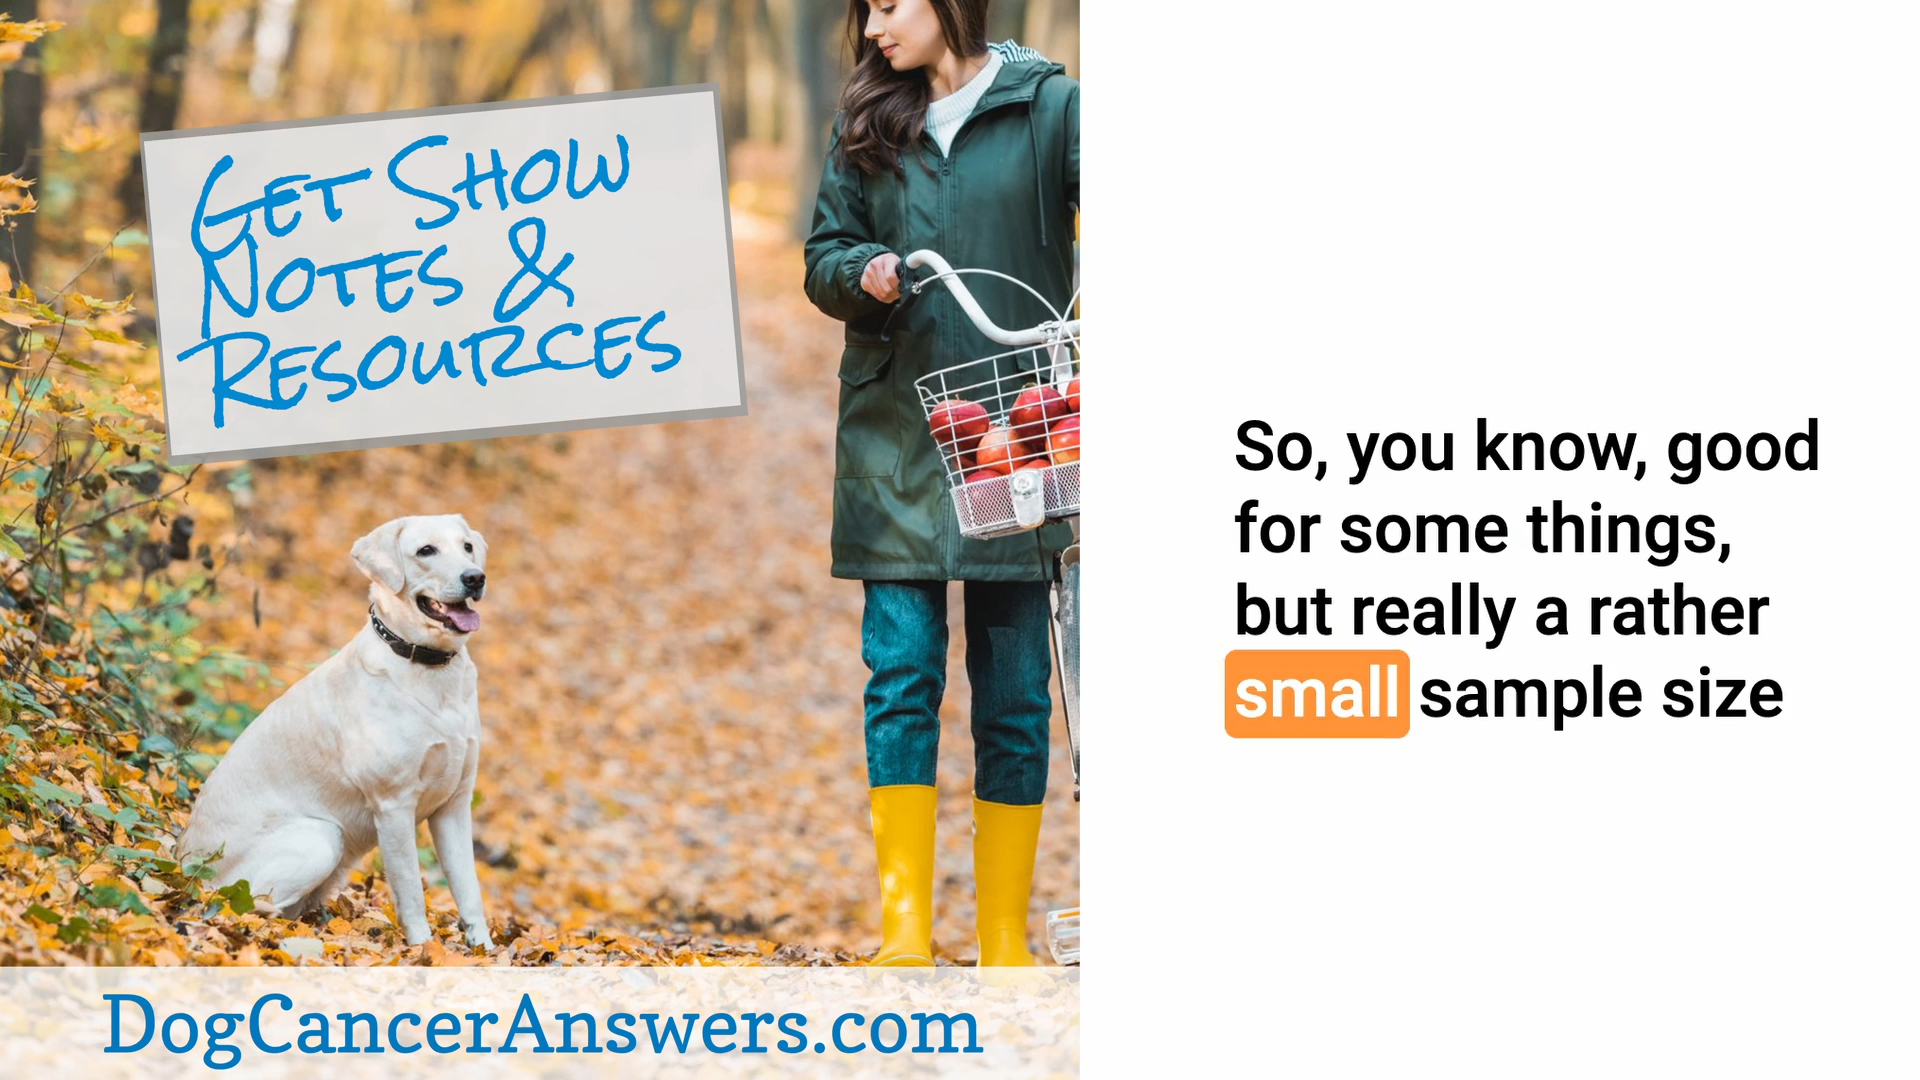 Get Show
Notes &
Resources
DogCancerAnswers.com
So, you know, good
for some things,
but really a rather
small sample size